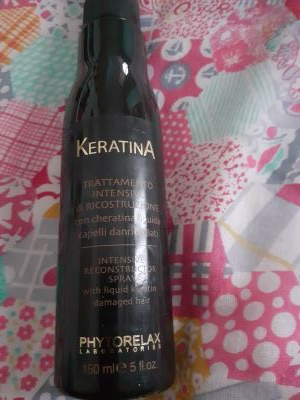 KERATINA
TRATTAMENTO
INTENSIVO
DI RICOSTRUZIONE
con cheratina liquida
capelli danneggiati
INTENSIVE
RECONSTRUCTOR
SPRAY
with liquid keratin
damaged hair
PHYTORELAX
LABORATORIES
150 ml e 5 fl.oz.